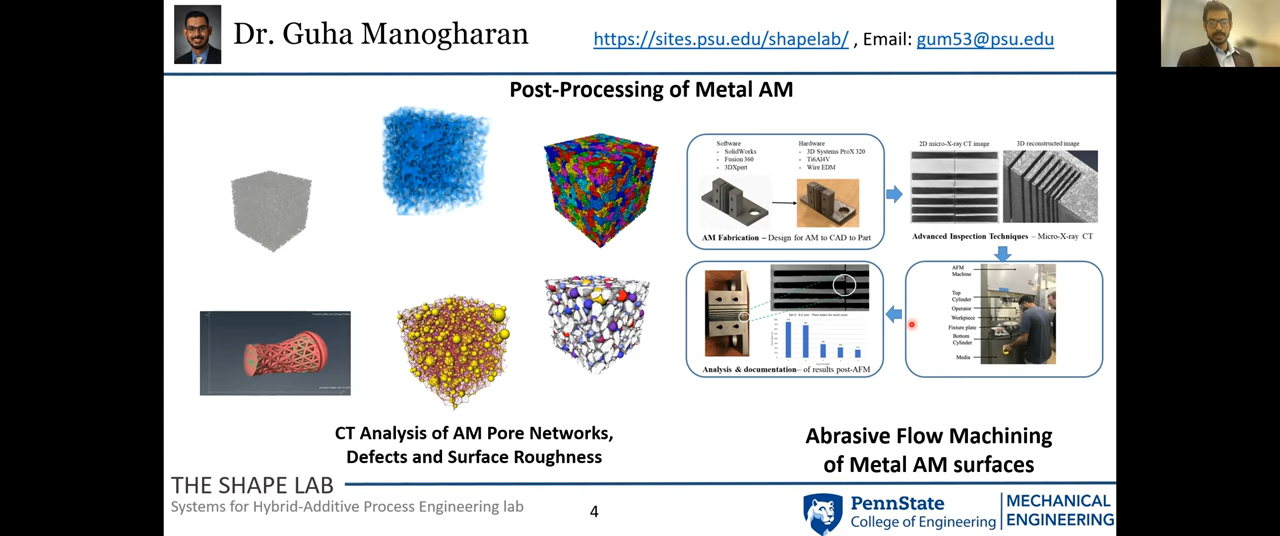 Dr. Guha Manogharan
https://sites.psu.edu/shapelab/ , Email: gum53@psu.edu
Post-Processing of Metal AM
Software
- SolidWorks
- Fusion 360
- 3DXpert
Hardware
- 3D Systems ProX 320
- Ti6Al4V
- Wire EDM
AM Fabrication – Design for AM to CAD to Part
2D micro-X-ray CT image
3D reconstructed image
Advanced Inspection Techniques – Micro-X-ray CT
AFM
Machine
Top
Cylinder
Operator
Workpiece
Fixture plate
Bottom
Cylinder
Media
Analysis & documentation– of results post-AFM
CT Analysis of AM Pore Networks,
Defects and Surface Roughness
Abrasive Flow Machining
of Metal AM surfaces
THE SHAPE LAB
Systems for Hybrid-Additive Process Engineering lab
4
PennState
College of Engineering
MECHANICAL
ENGINEERING